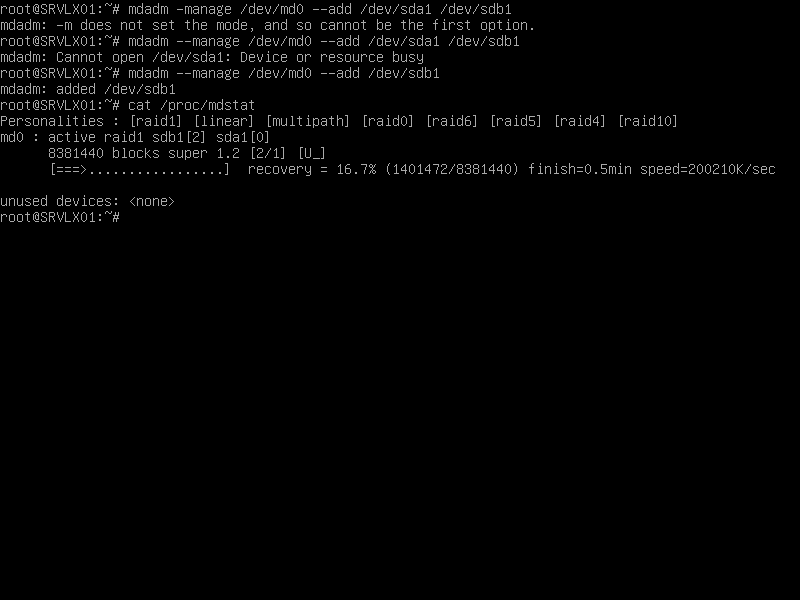 root@SRVLX01:~# mdadm -manage /dev/md0 --add /dev/sda1 /dev/sdb1
mdadm: -m does not set the mode, and so cannot be the first option.
root@SRVLX01:~# mdadm --manage /dev/md0 --add /dev/sda1 /dev/sdb1
mdadm: Cannot open /dev/sda1: Device or resource busy
root@SRVLX01:~# mdadm --manage /dev/md0 --add /dev/sdb1
mdadm: added /dev/sdb1
root@SRVLX01:~# cat /proc/mdstat
Personalities : [raid1] [linear] [multipath] [raid0] [raid6] [raid5] [raid4] [raid10]
md0 : active raid1 sdb1[2] sda1[0]
      8381440 blocks super 1.2 [2/1] [U_]
      [===>.................]  recovery = 16.7% (1401472/8381440) finish=0.5min speed=200210K/sec

unused devices: <none>
root@SRVLX01:~#